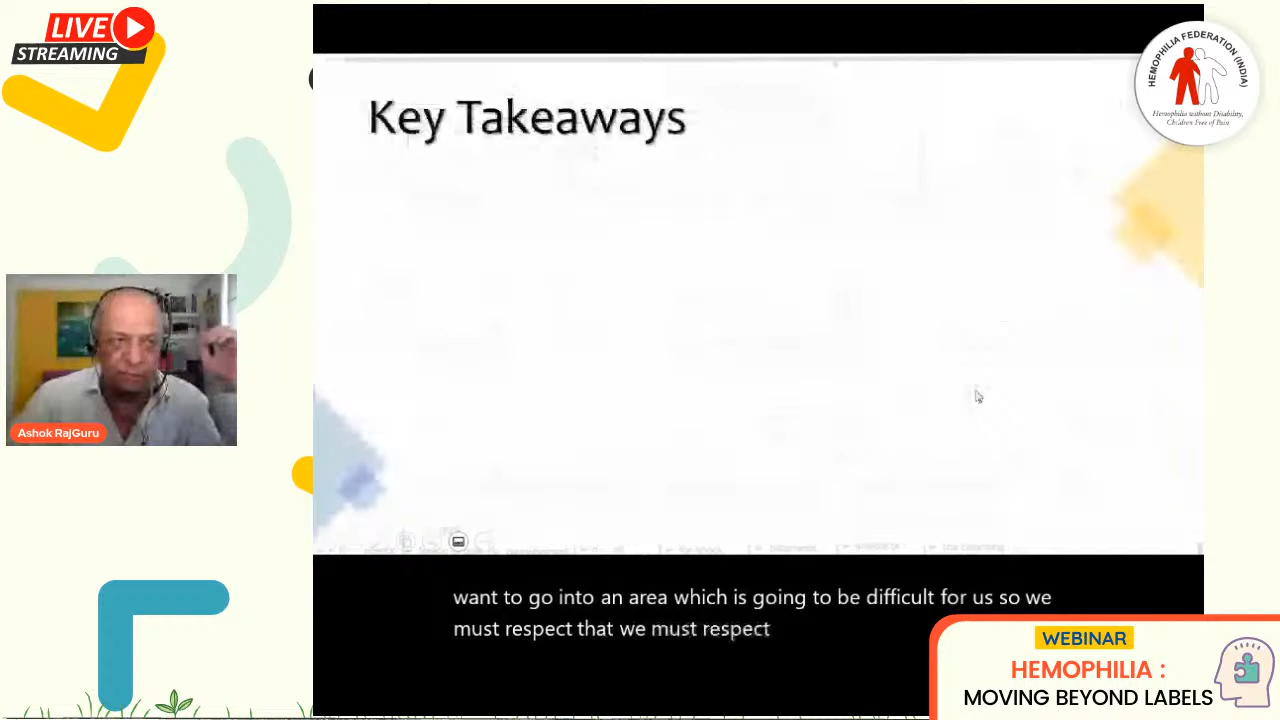 LIVE
STREAMING
HEMOPHILIA FEDERATION (INDIA)
Hemophilia without Disability,
Children Free of Pain
Key Takeaways
Ashok RajGuru
want to go into an area which is going to be difficult for us so we
must respect that we must respect
WEBINAR
HEMOPHILIA :
MOVING BEYOND LABELS